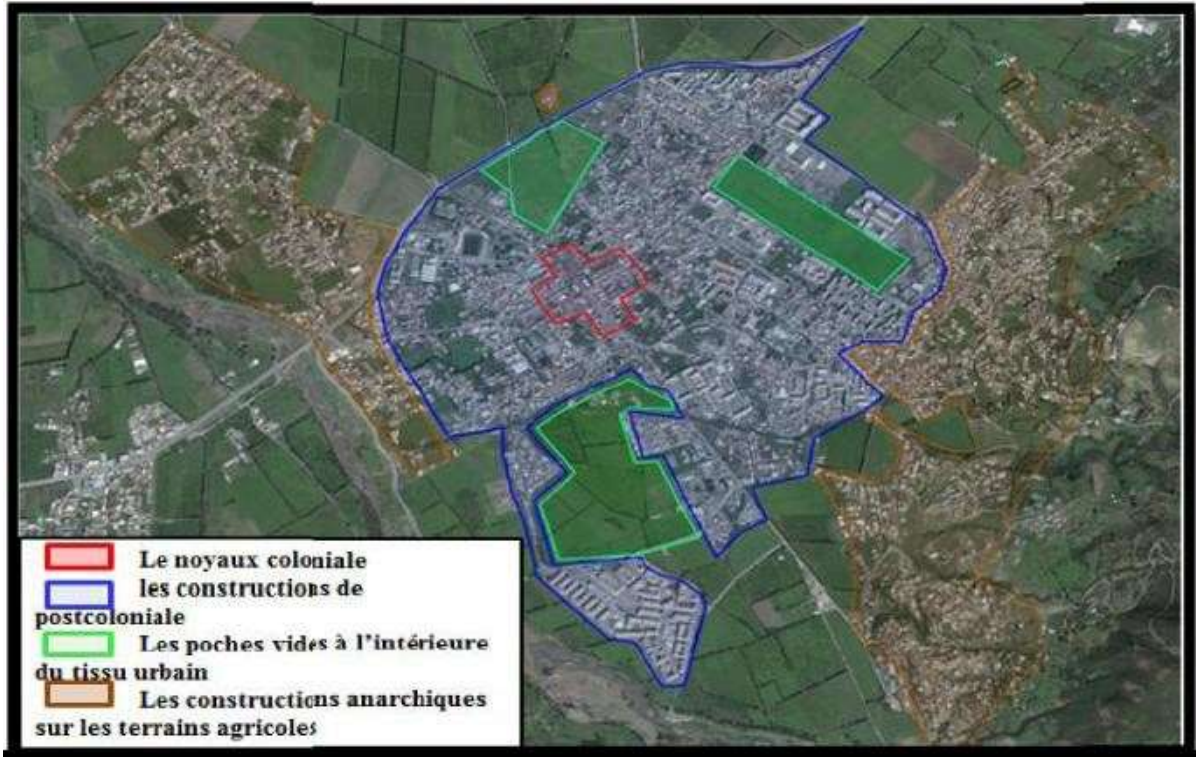 Le noyaux coloniale
les constructions de
postcoloniale
Les poches vides à l'intérieure
du tissu urbain
Les constructions anarchiques
sur les terrains agricoles